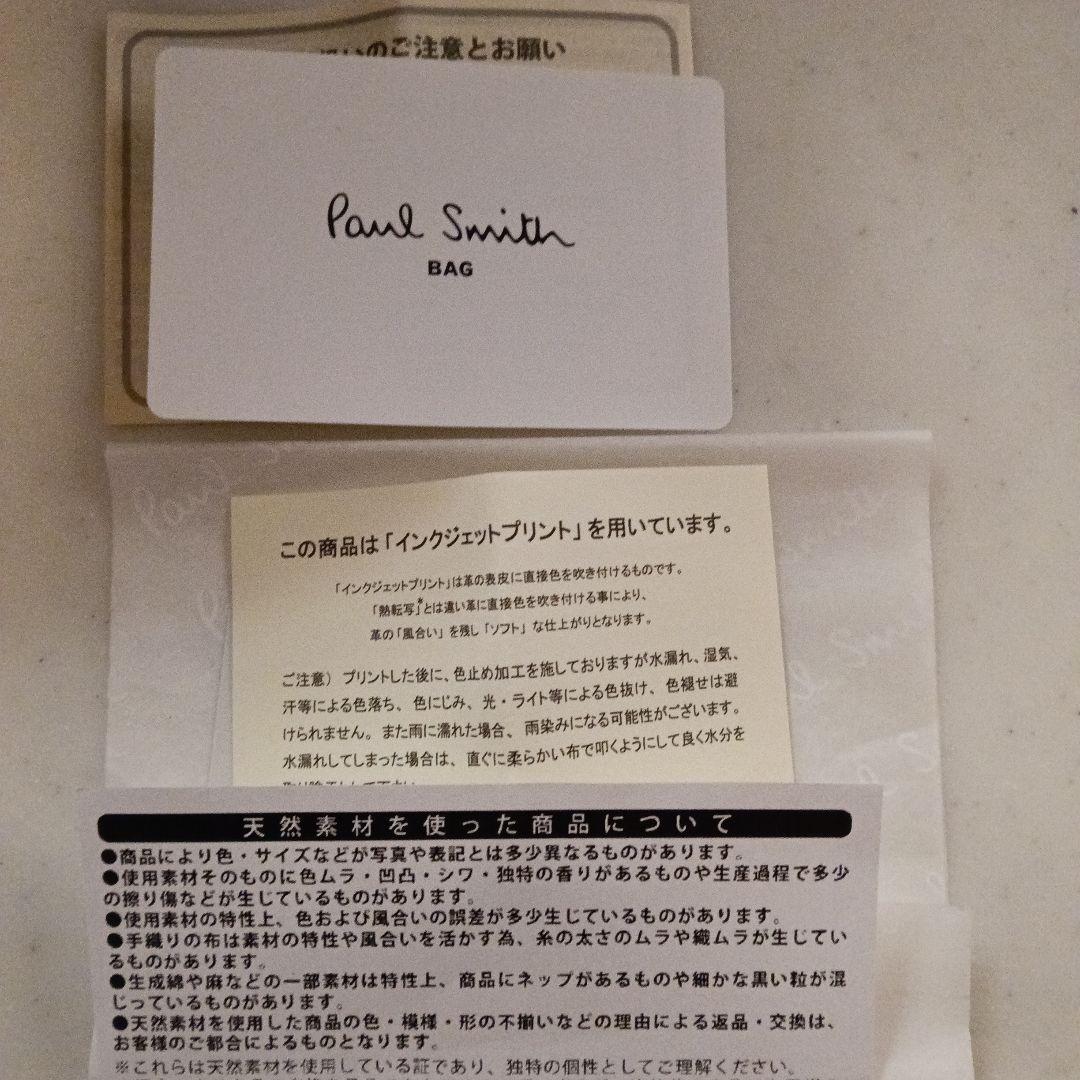 いのご注意とお願い
Paul Smith
BAG
Paul
この商品は「インクジェットプリント」を用いています。
「インクジェットプリント」は革の表皮に直接色を吹き付けるものです。
「熱転写」*とは違い革に直接色を吹き付ける事により、
革の「風合い」を残し「ソフト」な仕上がりとなります。
ご注意) プリントした後に、色止め加工を施しておりますが水漏れ、湿気、
汗等による色落ち、色にじみ、光・ライト等による色抜け、色褪せは避
けられません。また雨に濡れた場合、雨染みになる可能性がございます。
水漏れしてしまった場合は、直ぐに柔らかい布で叩くようにして良く水分を
天然素材を使った商品について
●商品により色・サイズなどが写真や表記とは多少異なるものがあります。
●使用素材そのものに色ムラ・凹凸・シワ・独特の香りがあるものや生産過程で多少
の擦り傷などが生じているものがあります。
●使用素材の特性上、色および風合いの誤差が多少生じているものがあります。
●手織りの布は素材の特性や風合いを活かす為、糸の太さのムラや織ムラが生じてい
るものがあります。
●生成綿や麻などの一部素材は特性上、商品にネップがあるものや細かな黒い粒が混
じっているものがあります。
●天然素材を使用した商品の色・模様・形の不揃いなどの理由による返品・交換は、
お客様のご都合によるものとなります。
※これらは天然素材を使用している証であり、独特の個性としてご理解ください。